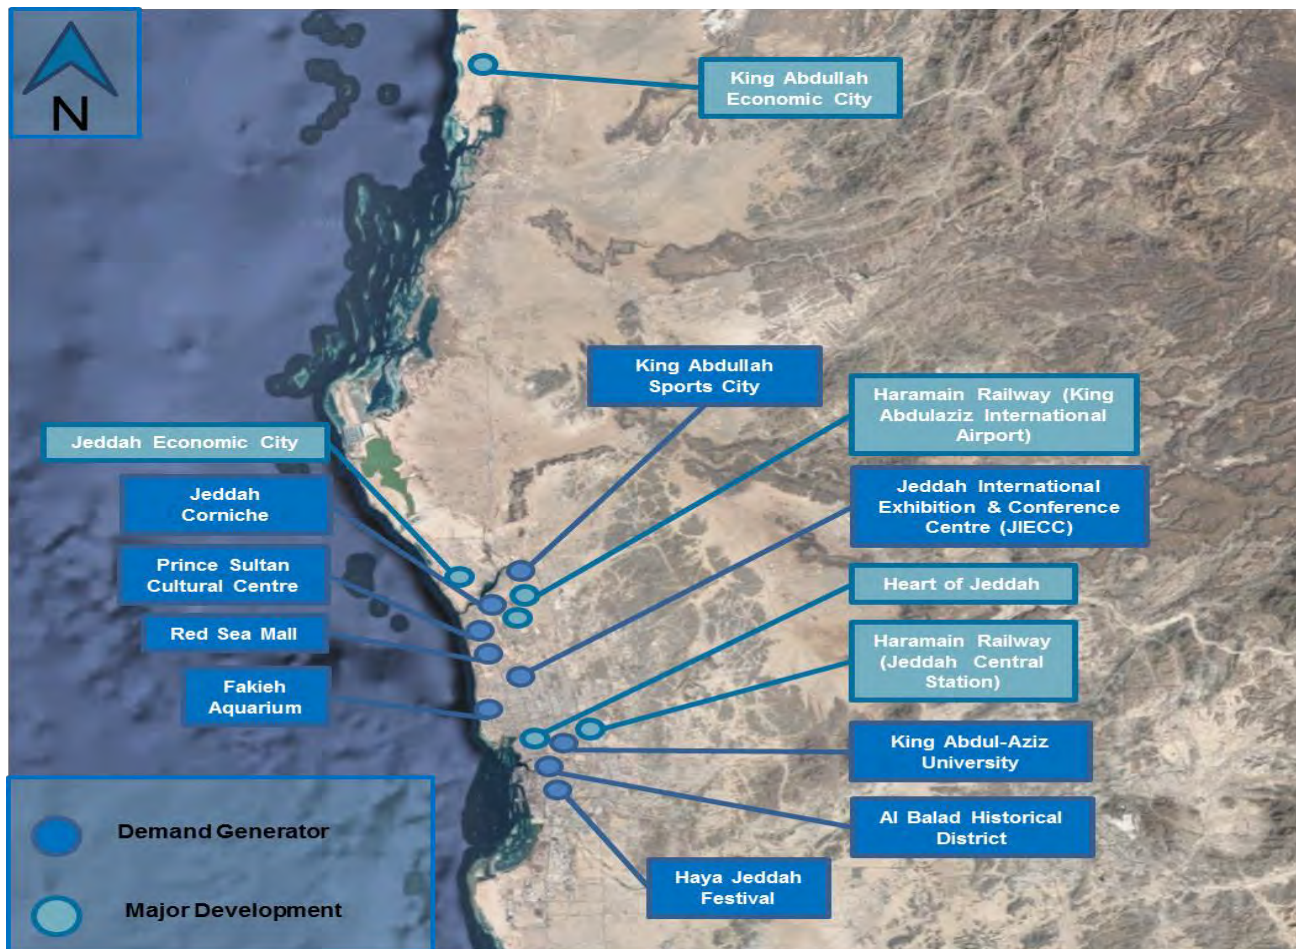 N
King Abdullah
Economic City
King Abdullah
Sports City
Haramain Railway (King
Abdulaziz International
Airport)
Jeddah Economic City
Jeddah
Corniche
Jeddah International
Exhibition & Conference
Centre (JIECC)
Prince Sultan
Cultural Centre
Heart of Jeddah
Red Sea Mall
Haramain Railway
(Jeddah Central
Station)
Fakieh
Aquarium
King Abdul-Aziz
University
Al Balad Historical
District
Haya Jeddah
Festival
Demand Generator
Major Development